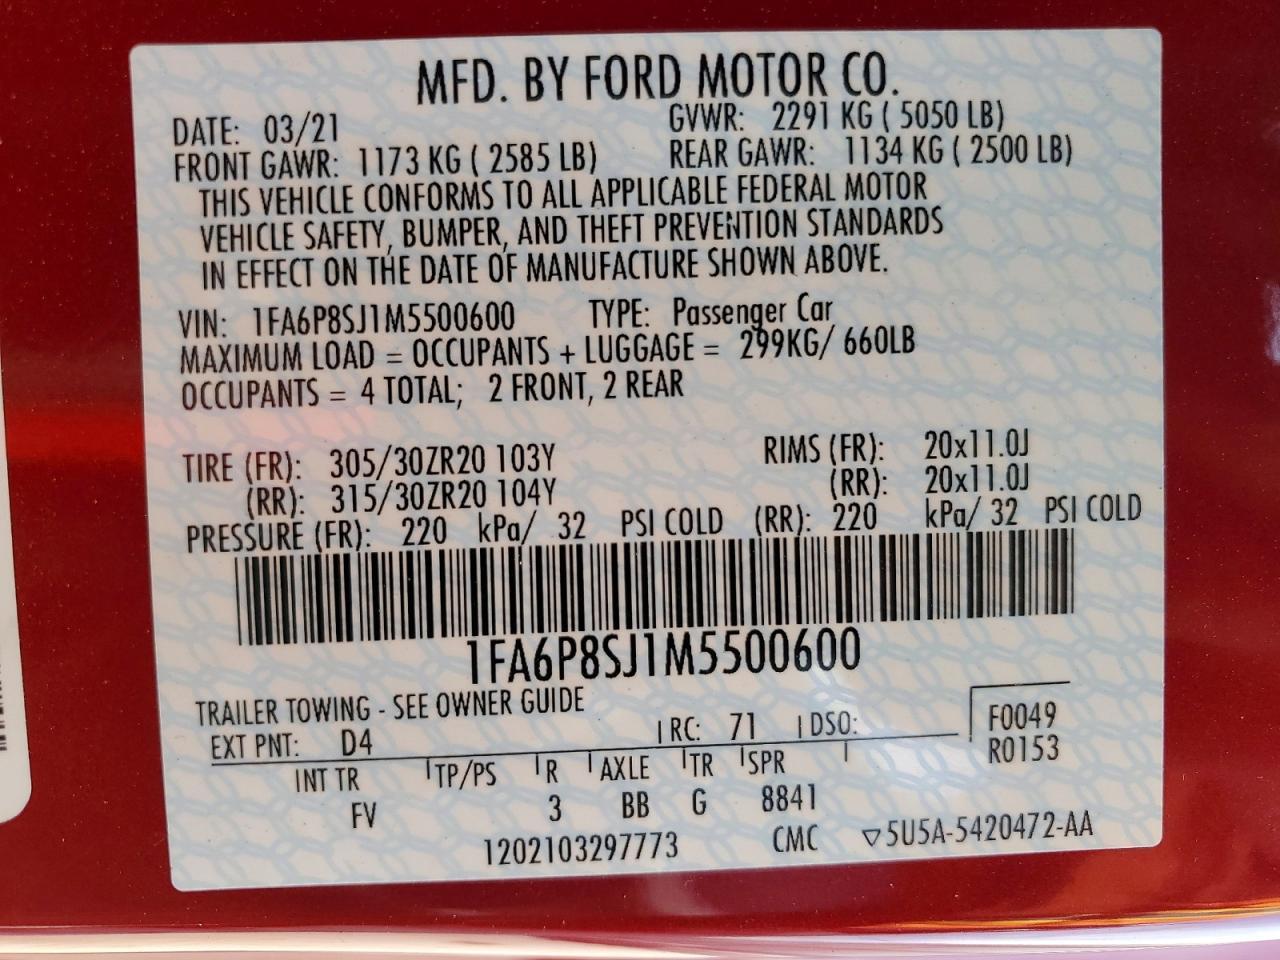 MFD. BY FORD MOTOR CO.
DATE: 03/21 GVWR: 2291 KG ( 5050 LB)
FRONT GAWR: 1173 KG ( 2585 LB) REAR GAWR: 1134 KG ( 2500 LB)
THIS VEHICLE CONFORMS TO ALL APPLICABLE FEDERAL MOTOR
VEHICLE SAFETY, BUMPER, AND THEFT PREVENTION STANDARDS
IN EFFECT ON THE DATE OF MANUFACTURE SHOWN ABOVE.
VIN: 1FA6P8SJ1M5500600 TYPE: Passenger Car
MAXIMUM LOAD = OCCUPANTS + LUGGAGE = 299KG/ 660LB
OCCUPANTS = 4 TOTAL; 2 FRONT, 2 REAR
TIRE (FR): 305/30ZR20 103Y RIMS (FR): 20x11.0J
(RR): 315/30ZR20 104Y (RR): 20x11.0J
PRESSURE (FR): 220 kPa/ 32 PSI COLD (RR): 220 kPa/ 32 PSI COLD
1FA6P8SJ1M5500600
TRAILER TOWING - SEE OWNER GUIDE
EXT PNT: D4 RC: 71 DSO: F0049
R0153
INT TR TP/PS R AXLE TR SPR
FV 3 BB G 8841
1202103297773 CMC ▽5U5A-5420472-AA